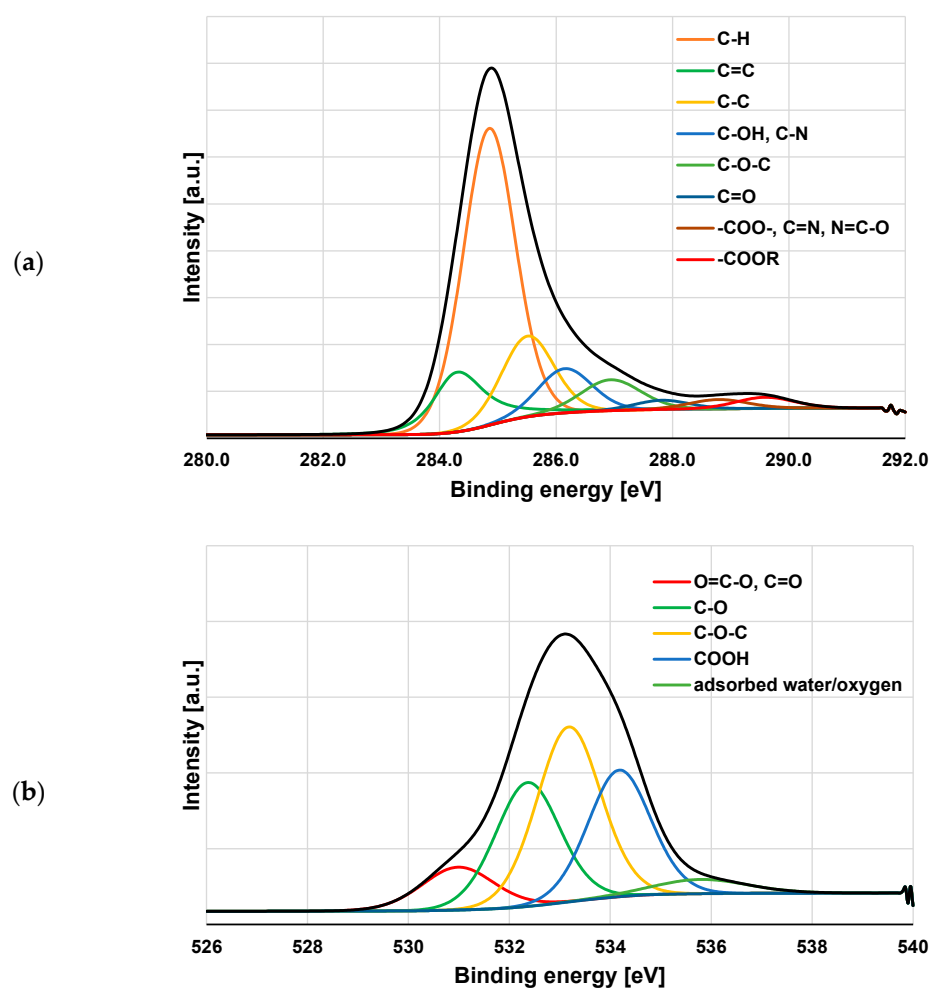 C-H
C=C
C-C
C-OH, C-N
C-O-C
C=O
-COO-, C=N, N=C-O
-COOR
Intensity [a.u.]
(a)
280.0 282.0 284.0 286.0 288.0 290.0 292.0
Binding energy [eV]
O=C-O, C=O
C-O
C-O-C
COOH
adsorbed water/oxygen
Intensity [a.u.]
(b)
526 528 530 532 534 536 538 540
Binding energy [eV]